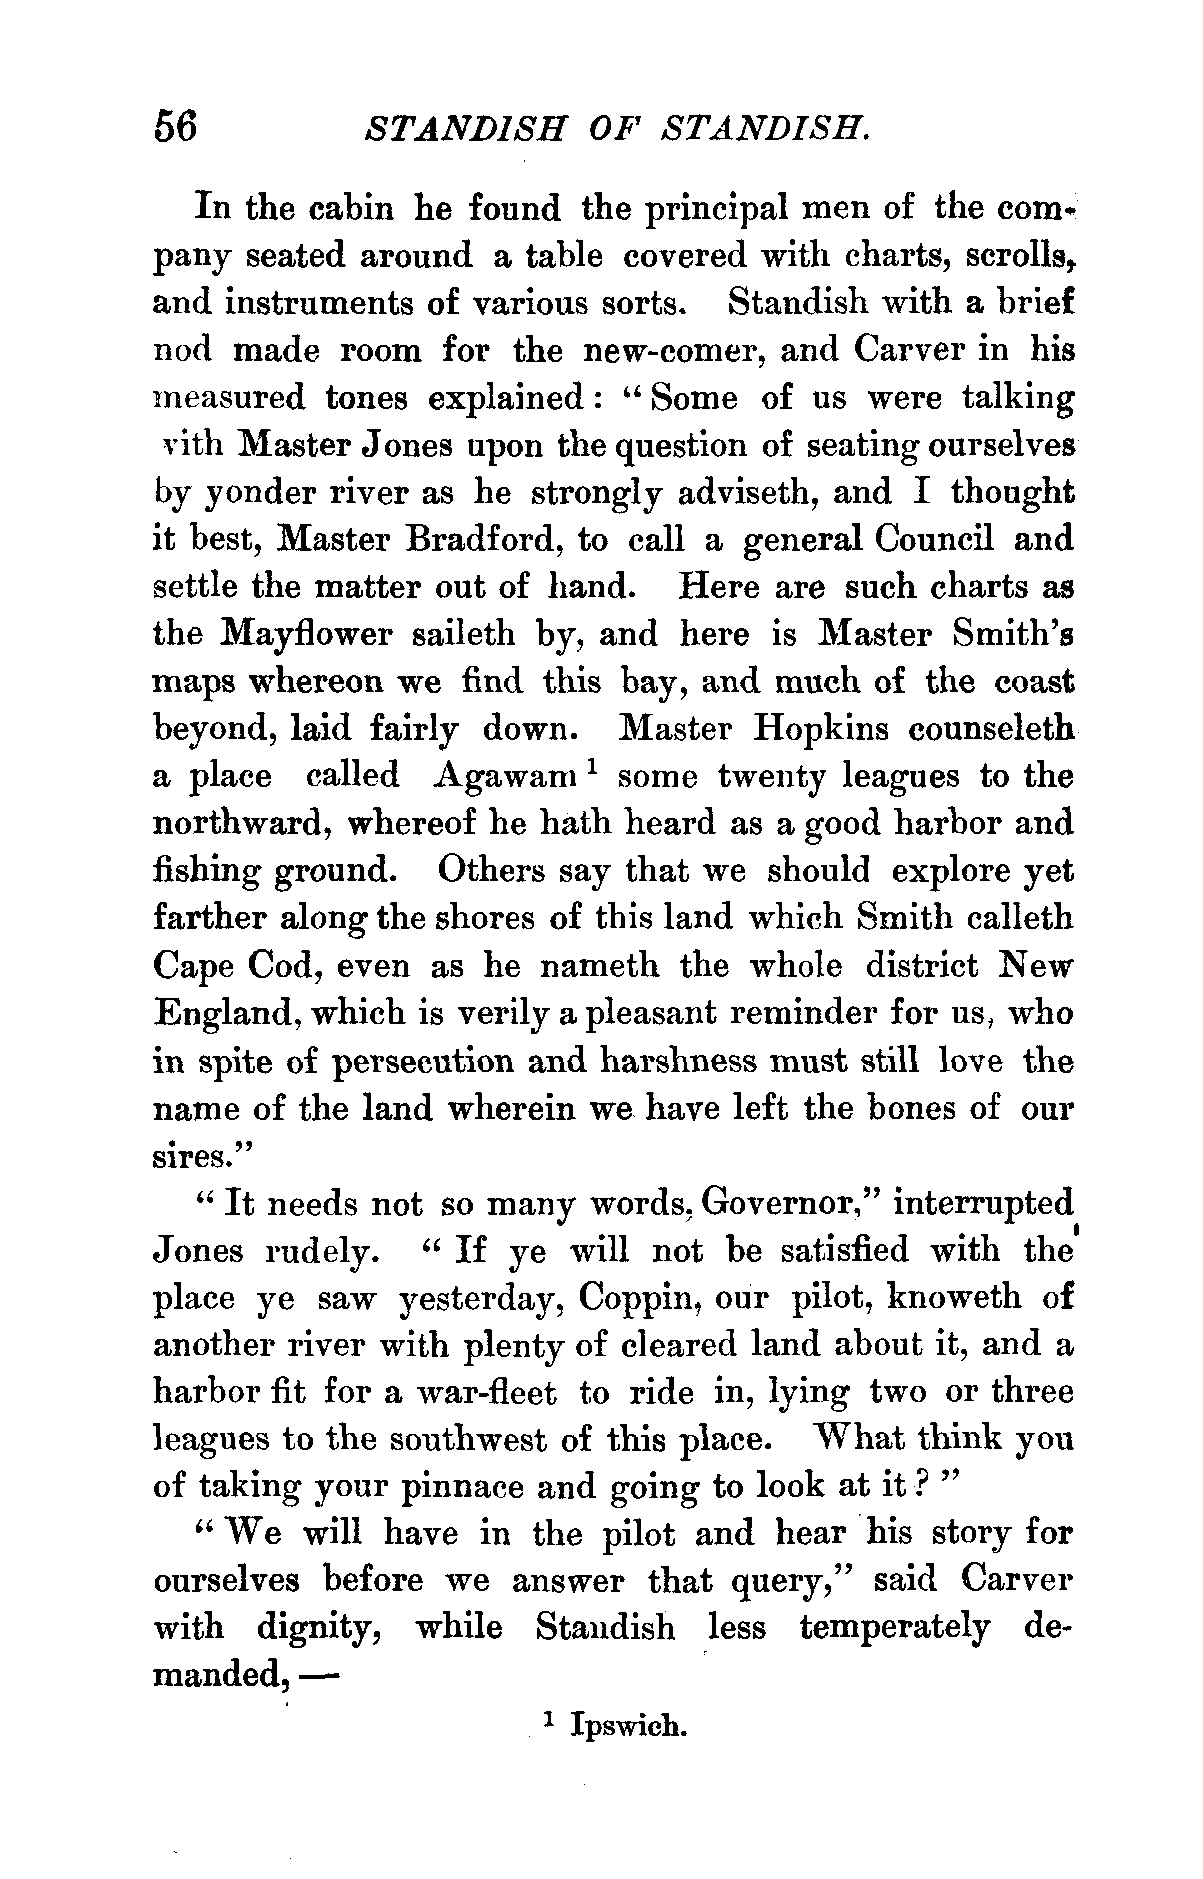 56 STANDISH OF STANDISH.
In the cabin he found the principal men of the com-
pany seated around a table covered with charts, scrolls,
and instruments of various sorts. Standish with a brief
nod made room for the new-comer, and Carver in his
measured tones explained: “Some of us were talking
vith Master Jones upon the question of seating ourselves
by yonder river as he strongly adviseth, and I thought
it best, Master Bradford, to call a general Council and
settle the matter out of hand. Here are such charts as
the Mayflower saileth by, and here is Master Smith’s
maps whereon we find this bay, and much of the coast
beyond, laid fairly down. Master Hopkins counseleth
a place called Agawam ¹ some twenty leagues to the
northward, whereof he hath heard as a good harbor and
fishing ground. Others say that we should explore yet
farther along the shores of this land which Smith calleth
Cape Cod, even as he nameth the whole district New
England, which is verily a pleasant reminder for us, who
in spite of persecution and harshness must still love the
name of the land wherein we have left the bones of our
sires.”
“It needs not so many words, Governor,” interrupted
Jones rudely. “If ye will not be satisfied with the
place ye saw yesterday, Coppin, our pilot, knoweth of
another river with plenty of cleared land about it, and a
harbor fit for a war-fleet to ride in, lying two or three
leagues to the southwest of this place. What think you
of taking your pinnace and going to look at it?”
“We will have in the pilot and hear his story for
ourselves before we answer that query,” said Carver
with dignity, while Standish less temperately de-
manded, —
¹ Ipswich.